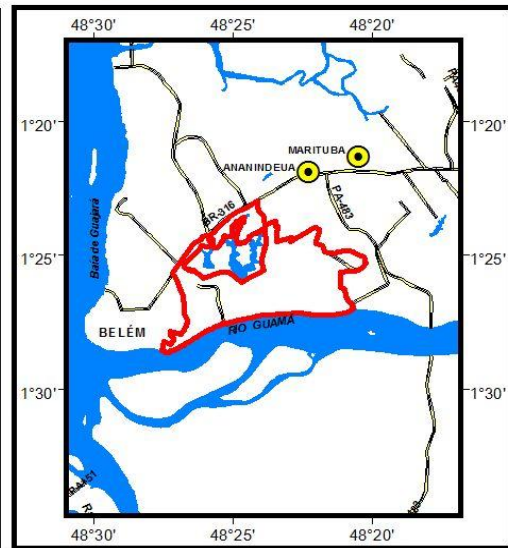 48°30' 48°25' 48°20'
1°20' 1°20'
MARITUBA
ANANINDEUA
BR-316
PA-483
Baia de Guajará
1°25' 1°25'
BELÉM
RIO GUAMÁ
1°30' 1°30'
48°30' 48°25' 48°20'